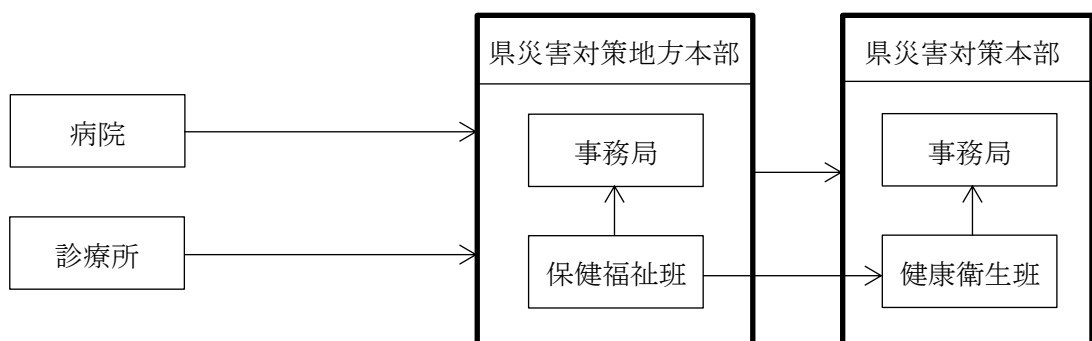 県災害対策地方本部
県災害対策本部
病院
事務局
事務局
診療所
保健福祉班
健康衛生班